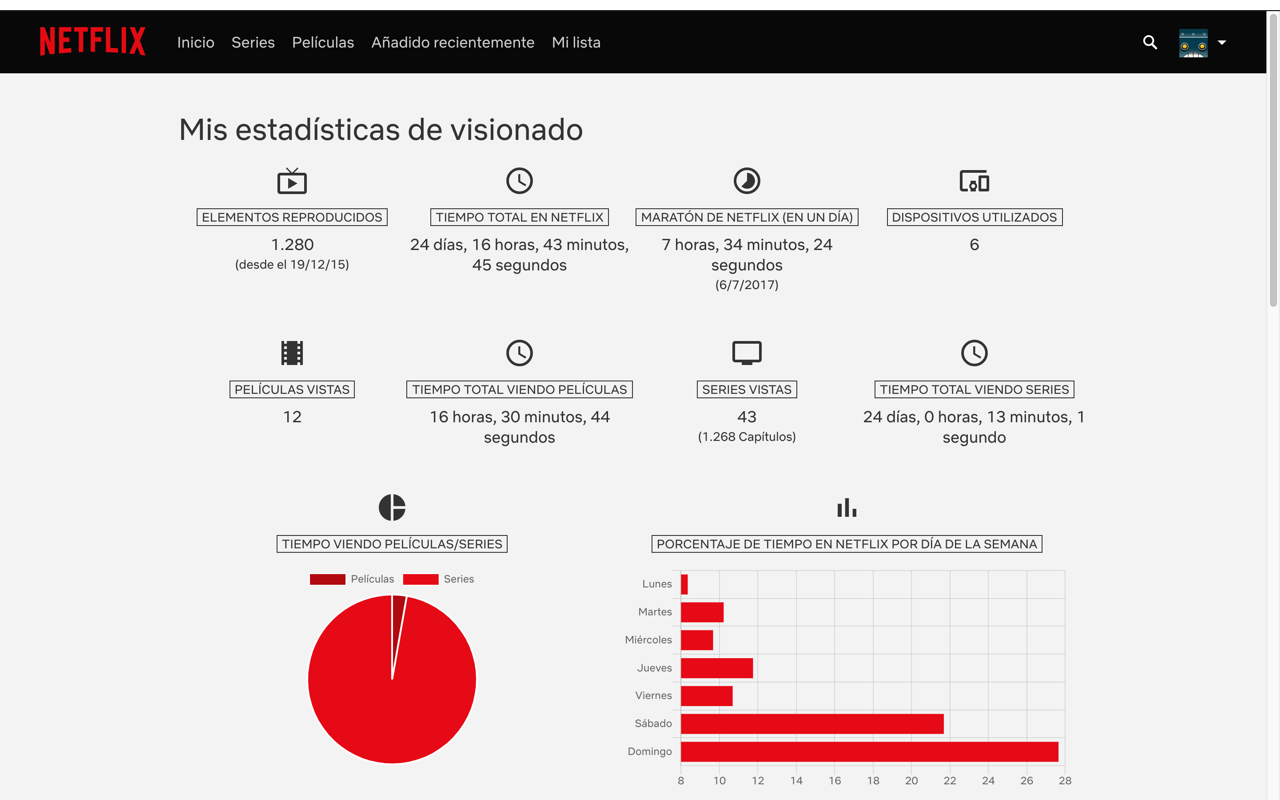 NETFLIX Inicio Series Películas Añadido recientemente Mi lista
Mis estadísticas de visionado
ELEMENTOS REPRODUCIDOS
1.280
(desde el 19/12/15)
TIEMPO TOTAL EN NETFLIX
24 días, 16 horas, 43 minutos,
45 segundos
MARATÓN DE NETFLIX (EN UN DÍA)
7 horas, 34 minutos, 24
segundos
(6/7/2017)
DISPOSITIVOS UTILIZADOS
6
PELÍCULAS VISTAS
12
TIEMPO TOTAL VIENDO PELÍCULAS
16 horas, 30 minutos, 44
segundos
SERIES VISTAS
43
(1.268 Capítulos)
TIEMPO TOTAL VIENDO SERIES
24 días, 0 horas, 13 minutos, 1
segundo
TIEMPO VIENDO PELÍCULAS/SERIES
Películas Series
PORCENTAJE DE TIEMPO EN NETFLIX POR DÍA DE LA SEMANA
Lunes
Martes
Miércoles
Jueves
Viernes
Sábado
Domingo
8 10 12 14 16 18 20 22 24 26 28